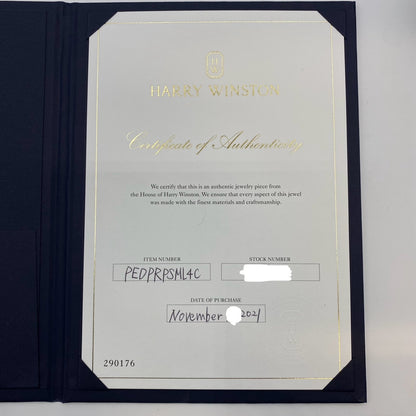 HW
HARRY WINSTON
Certificate of Authenticity
We certify that this is an authentic jewelry piece from
the House of Harry Winston. We ensure that every aspect of this jewel
was made with the finest materials and craftsmanship.
ITEM NUMBER
STOCK NUMBER
PEDPRPSML4C
DATE OF PURCHASE
November 2021
290176